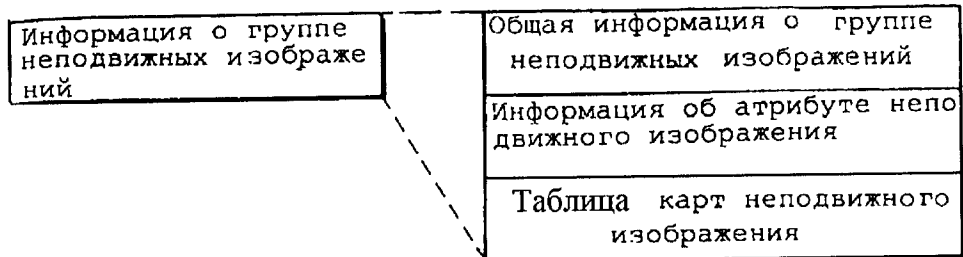 Информация о группе
неподвижных изображе
ний
Общая информация о группе
неподвижных изображений
Информация об атрибуте непо
движного изображения
Таблица карт неподвижного
изображения